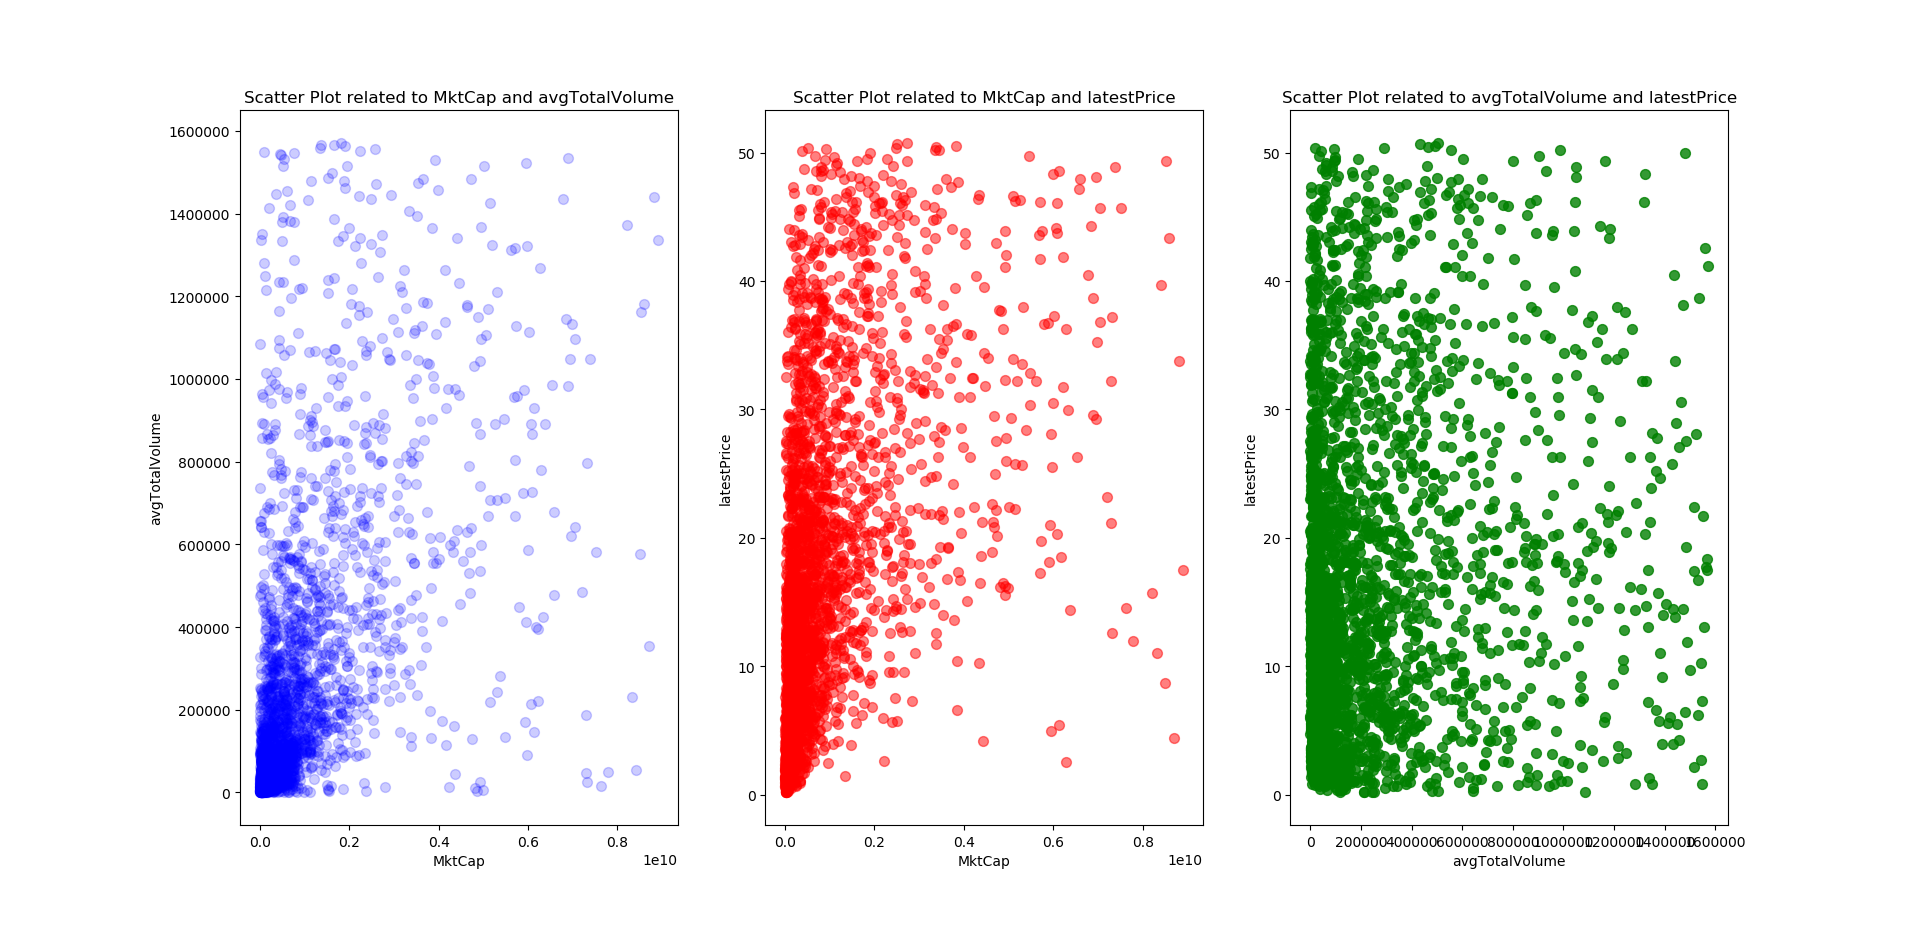 Scatter Plot related to MktCap and avgTotalVolume
1600000
1400000
1200000
1000000
800000
600000
400000
200000
0
avgTotalVolume
0.0 0.2 0.4 0.6 0.8
MktCap
1e10
Scatter Plot related to MktCap and latestPrice
50
40
30
20
10
0
latestPrice
0.0 0.2 0.4 0.6 0.8
MktCap
1e10
Scatter Plot related to avgTotalVolume and latestPrice
50
40
30
20
10
0
latestPrice
0 200000 400000 600000 800000 1000000 1200000 1400000 1600000
avgTotalVolume